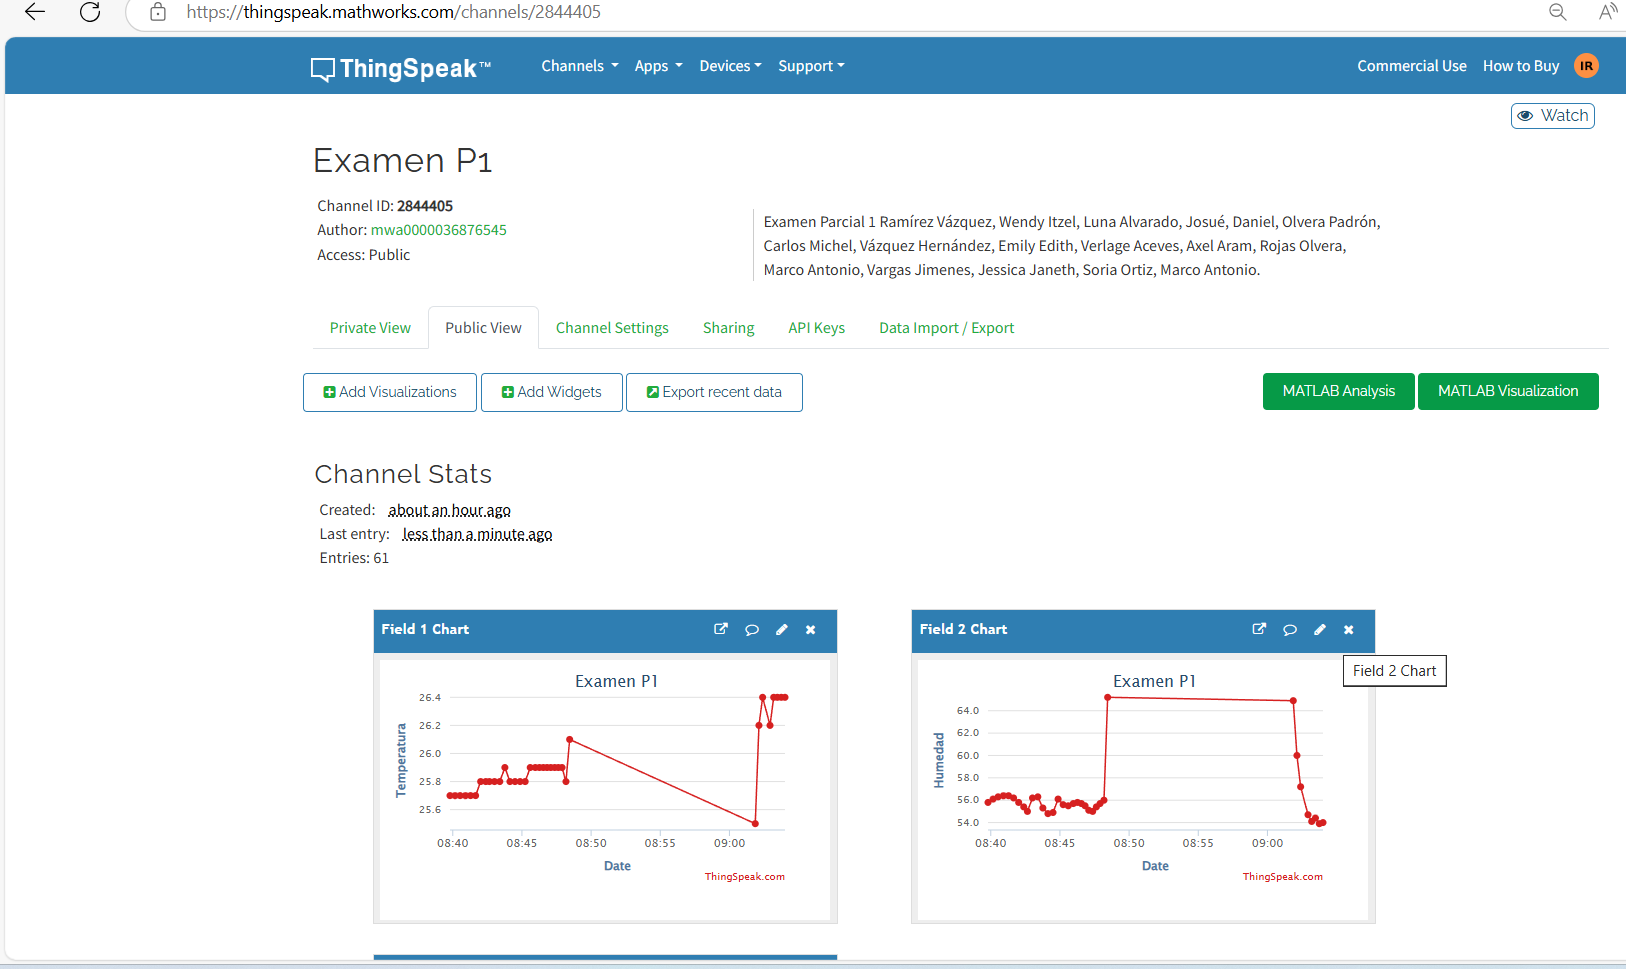 https://thingspeak.mathworks.com/channels/2844405
ThingSpeak™
Channels
Apps
Devices
Support
Commercial Use
How to Buy
IR
Watch
Examen P1
Channel ID: 2844405
Author: mwa0000036876545
Access: Public
Examen Parcial 1 Ramírez Vázquez, Wendy Itzel, Luna Alvarado, Josué, Daniel, Olvera Padrón,
Carlos Michel, Vázquez Hernández, Emily Edith, Verlage Aceves, Axel Aram, Rojas Olvera,
Marco Antonio, Vargas Jimenes, Jessica Janeth, Soria Ortiz, Marco Antonio.
Private View
Public View
Channel Settings
Sharing
API Keys
Data Import / Export
Add Visualizations
Add Widgets
Export recent data
MATLAB Analysis
MATLAB Visualization
Channel Stats
Created: about an hour ago
Last entry: less than a minute ago
Entries: 61
Field 1 Chart
Examen P1
Temperatura
26.4
26.2
26.0
25.8
25.6
08:40 08:45 08:50 08:55 09:00
Date
ThingSpeak.com
Field 2 Chart
Field 2 Chart
Examen P1
Humedad
64.0
62.0
60.0
58.0
56.0
54.0
08:40 08:45 08:50 08:55 09:00
Date
ThingSpeak.com